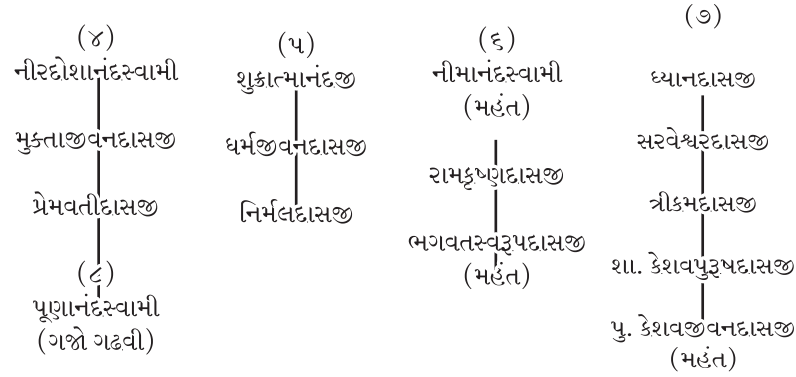 (૪)
નીરદોશાનંદસ્વામી
મુક્તાજીવનદાસજી
પ્રેમવતીદાસજી
(૮)
પૂણાનંદસ્વામી
(ગજો ગઢવી)
(૫)
શુક્રાત્માનંદજી
ધર્મજીવનદાસજી
નિર્મલદાસજી
(૬)
નીમાનંદસ્વામી
(મહંત)
રામકૃષ્ણદાસજી
ભગવતસ્વરૂપદાસજી
(મહંત)
(૭)
ધ્યાનદાસજી
સરવેશ્વરદાસજી
ત્રીકમદાસજી
શા. કેશવપુરૂષદાસજી
પુ. કેશવજીવનદાસજી
(મહંત)